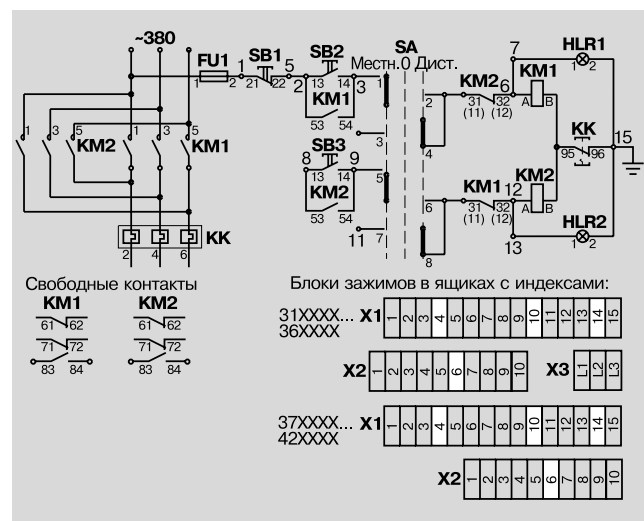 ~380
FU1 SB1 SB2 SA 7 HLR1
1 2 1 21 22 5 2 13 14 3 Местн. 0 Дист. 1 2
KM2 6 KM1
1 2 31 (11) 32 (12) A B
KM1
53 54
1 3 5 KM2 1 3 5 KM1
3 4 KK 15
SB3 95 96
8 13 14 9 5 KM1 12 KM2
KM2 6 31 (11) 32 (12) A B
53 54
11 7 8 13 HLR2
1 2
KK
2 4 6
Свободные контакты
KM1 KM2
61 62 61 62
71 72 71 72
83 84 83 84
Блоки зажимов в ящиках с индексами:
31XXXX... X1 1 2 3 4 5 6 7 8 9 10 11 12 13 14 15
36XXXX
X2 1 2 3 4 5 6 7 8 9 10 X3 L1 L2 L3
37XXXX... X1 1 2 3 4 5 6 7 8 9 10 11 12 13 14 15
42XXXX
X2 1 2 3 4 5 6 7 8 9 10